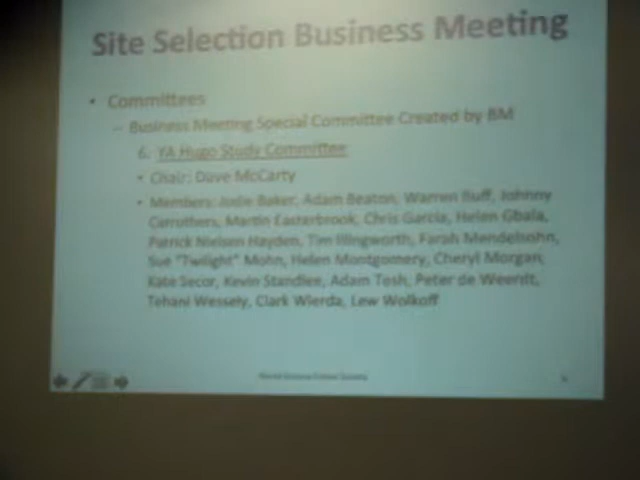 Site Selection Business Meeting
• Committees
– Business Meeting Special Committee Created by BM
6. YA Hugo Study Committee
• Chair: Dave McCarty
• Members: Jodie Baker, Adam Beaton, Warren Buff, Johnny
Carruthers, Martin Easterbrook, Chris Garcia, Helen Gbala,
Patrick Nielsen Hayden, Tim Illingworth, Farah Mendelsohn,
Sue "Twilight" Mohn, Helen Montgomery, Cheryl Morgan,
Kate Secor, Kevin Standlee, Adam Tesh, Peter de Weerdt,
Tehani Wessely, Clark Wierda, Lew Wolkoff